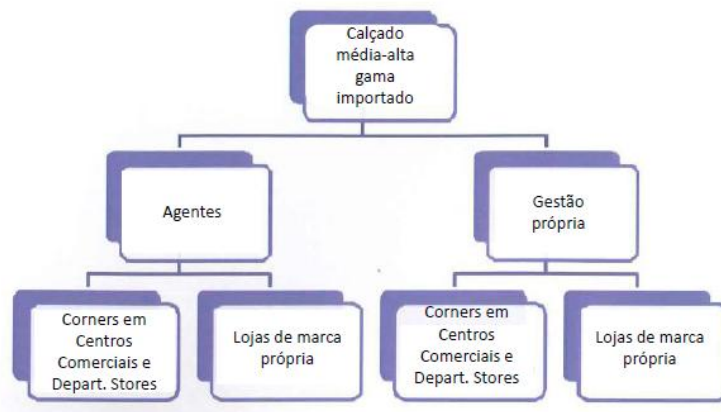 Calçado
média-alta
gama
importado
Agentes
Gestão
própria
Corners em
Centros
Comerciais e
Depart. Stores
Lojas de marca
própria
Corners em
Centros
Comerciais e
Depart. Stores
Lojas de marca
própria